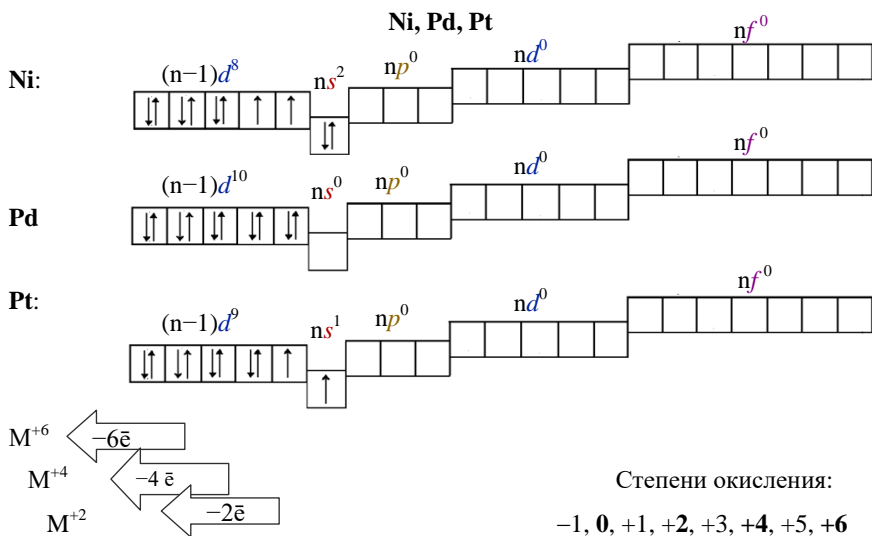 Ni, Pd, Pt
Ni:
(n−1)d⁸ ns² np⁰ nd⁰ nf⁰
Pd
(n−1)d¹⁰ ns⁰ np⁰ nd⁰ nf⁰
Pt:
(n−1)d⁹ ns¹ np⁰ nd⁰ nf⁰
M⁺⁶ −6ē
M⁺⁴ −4 ē
M⁺² −2ē
Степени окисления:
−1, 0, +1, +2, +3, +4, +5, +6